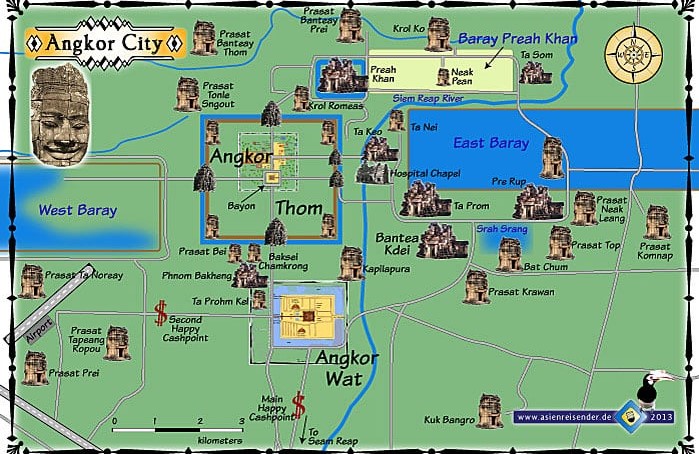 Angkor City
Prasat
Banteay
Thom
Prasat
Banteay
Prei
Krol Ko
Baray Preah Khan
Ta Som
N
E
S
W
Prasat
Tonle
Sngout
Preah
Khan
Neak
Pean
Krol Romeas
Siem Reap River
Ta Keo
Ta Nei
East Baray
Angkor
Hospital Chapel
Pre Rup
Bayon
Thom
Ta Prom
Prasat
Neak
Leang
West Baray
Bantea
Kdei
Srah Srang
Prasat Top
Prasat
Komnap
Prasat Bei
Baksei
Chamkrong
Kapilapura
Bat Chum
Prasat Ta Noreay
Phnom Bakheng
Prasat Krawan
Ta Prohm Kel
$
Second
Happy
Cashpoint
Airport
Prasat
Tapeang
Ropou
Angkor
Wat
Prasat Prei
Main
Happy
Cashpoint
$
Kuk Bangro
www.asienreisender.de
2013
0 1 2 3
kilometers
To
Seam Reap